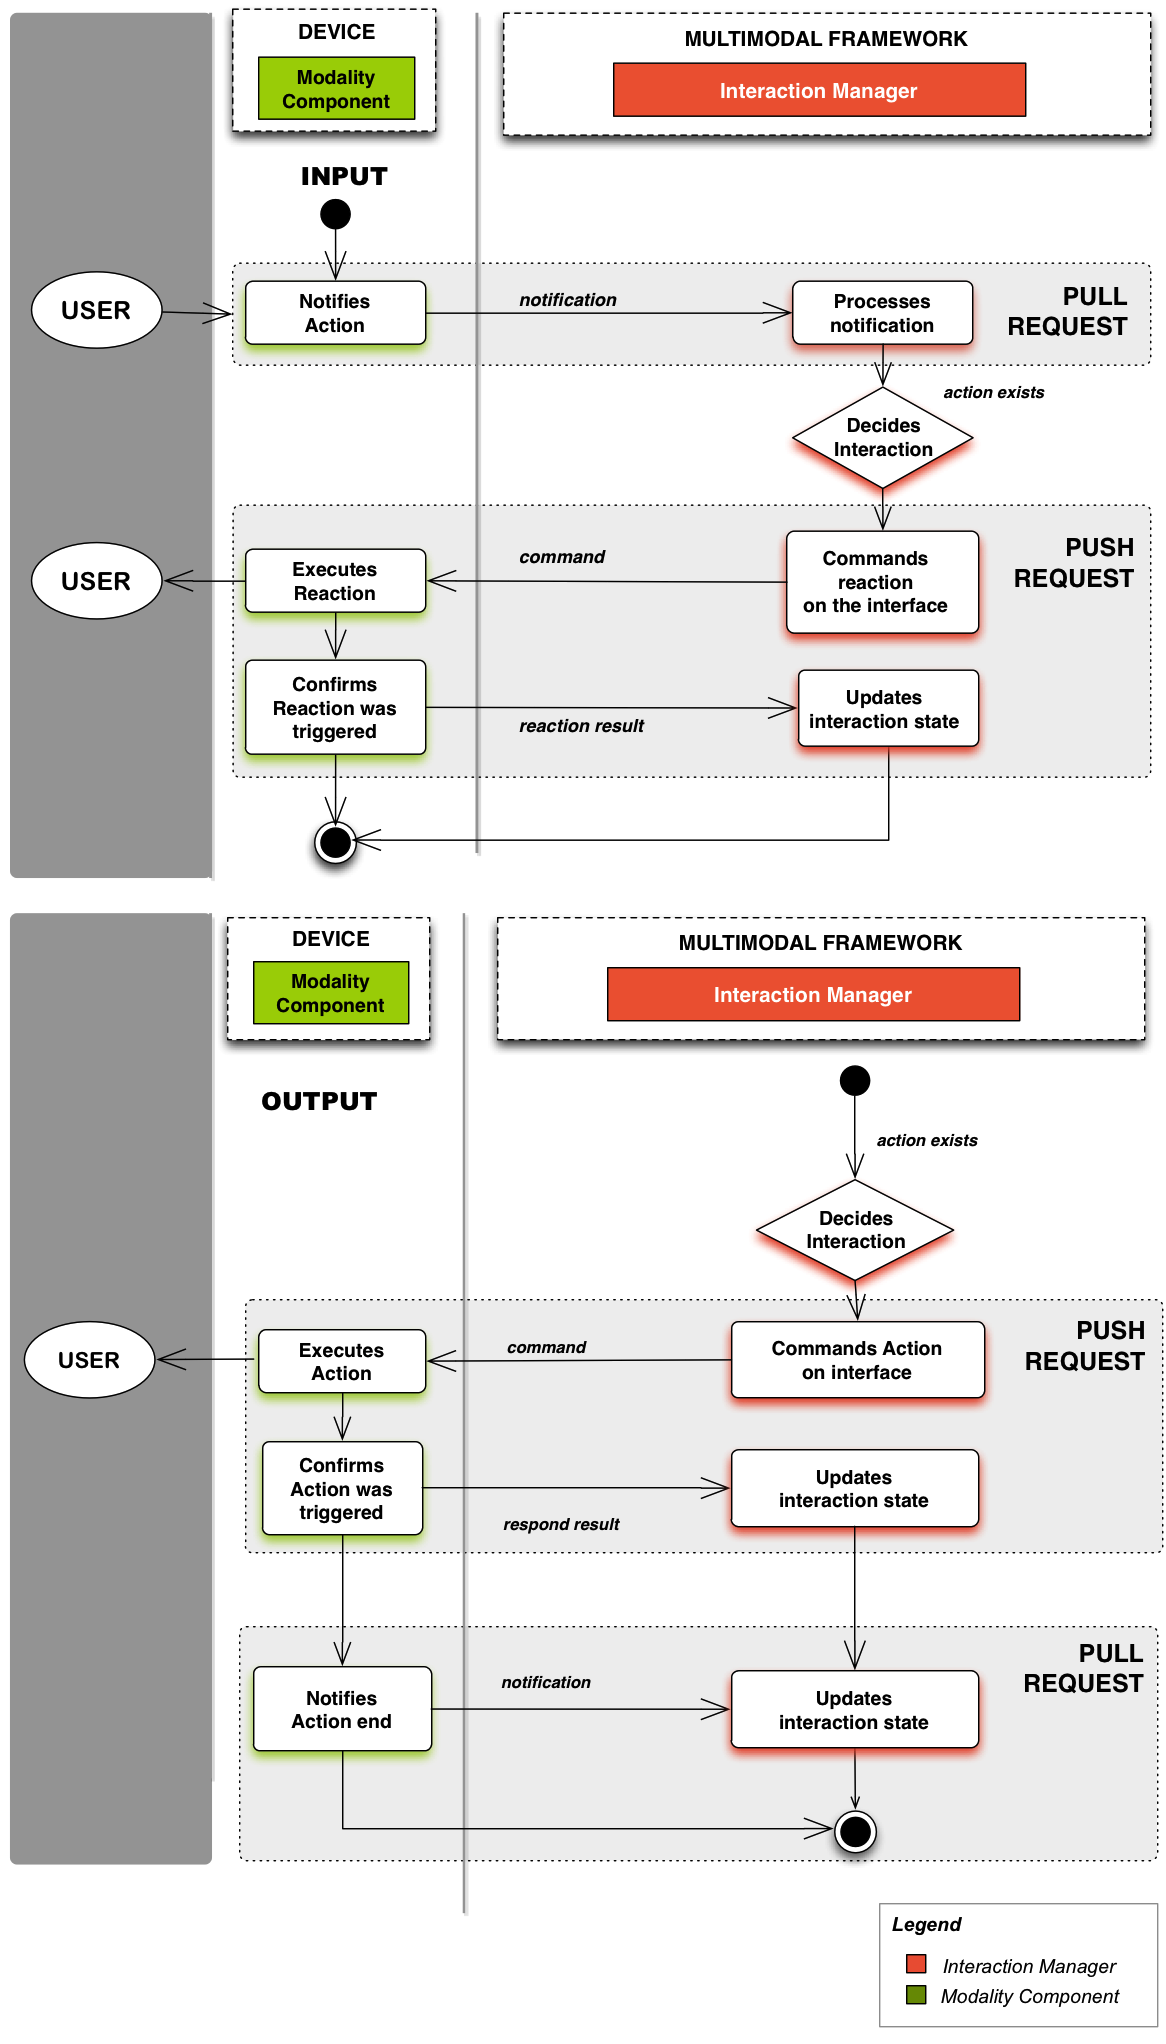 DEVICE
Modality
Component
MULTIMODAL FRAMEWORK
Interaction Manager
INPUT
USER
Notifies
Action
notification
Processes
notification
PULL
REQUEST
action exists
Decides
Interaction
USER
Executes
Reaction
command
Commands
reaction
on the interface
PUSH
REQUEST
Confirms
Reaction was
triggered
reaction result
Updates
interaction state
DEVICE
Modality
Component
MULTIMODAL FRAMEWORK
Interaction Manager
OUTPUT
action exists
Decides
Interaction
USER
Executes
Action
command
Commands Action
on interface
PUSH
REQUEST
Confirms
Action was
triggered
respond result
Updates
interaction state
Notifies
Action end
notification
Updates
interaction state
PULL
REQUEST
Legend
Interaction Manager
Modality Component